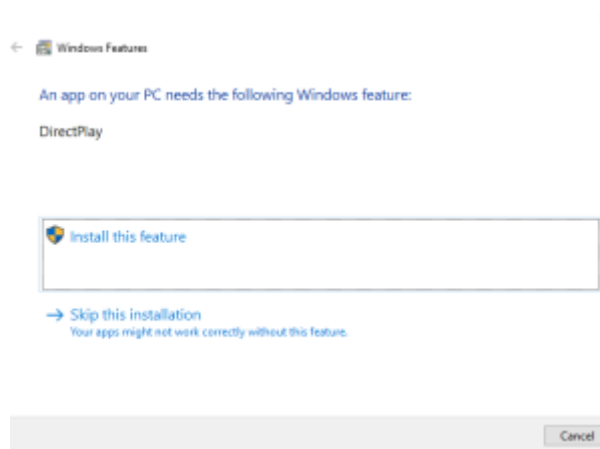 Windows Features
An app on your PC needs the following Windows feature:
DirectPlay
Install this feature
Skip this installation
Your apps might not work correctly without this feature.
Cancel